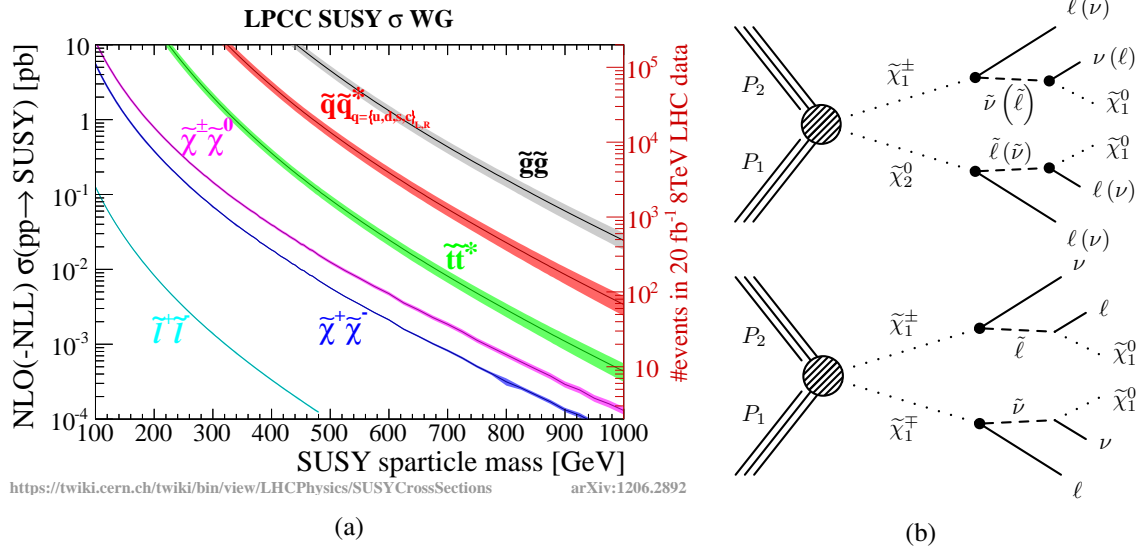 LPCC SUSY σ WG
NLO(-NLL) σ(pp→ SUSY) [pb]
10
1
10⁻¹
10⁻²
10⁻³
10⁻⁴
χ̃±χ̃⁰
q̃q̃* q={u,d,s,c} L,R
g̃g̃
t̃t̃*
l̃⁺l̃⁻
χ̃⁺χ̃⁻
10⁵
10⁴
10³
10²
10
#events in 20 fb⁻¹ 8TeV LHC data
100 200 300 400 500 600 700 800 900 1000
SUSY sparticle mass [GeV]
https://twiki.cern.ch/twiki/bin/view/LHCPhysics/SUSYCrossSections arXiv:1206.2892
(a)
ℓ (ν)
P₂
χ̃₁±
ν (ℓ)
ν̃ (ℓ̃)
χ̃₁⁰
P₁
χ̃₂⁰
ℓ̃ (ν̃)
χ̃₁⁰
ℓ (ν)
ℓ (ν)
ν
P₂
χ̃₁±
ℓ
ℓ̃
χ̃₁⁰
P₁
χ̃₁∓
ν̃
χ̃₁⁰
ν
ℓ
(b)